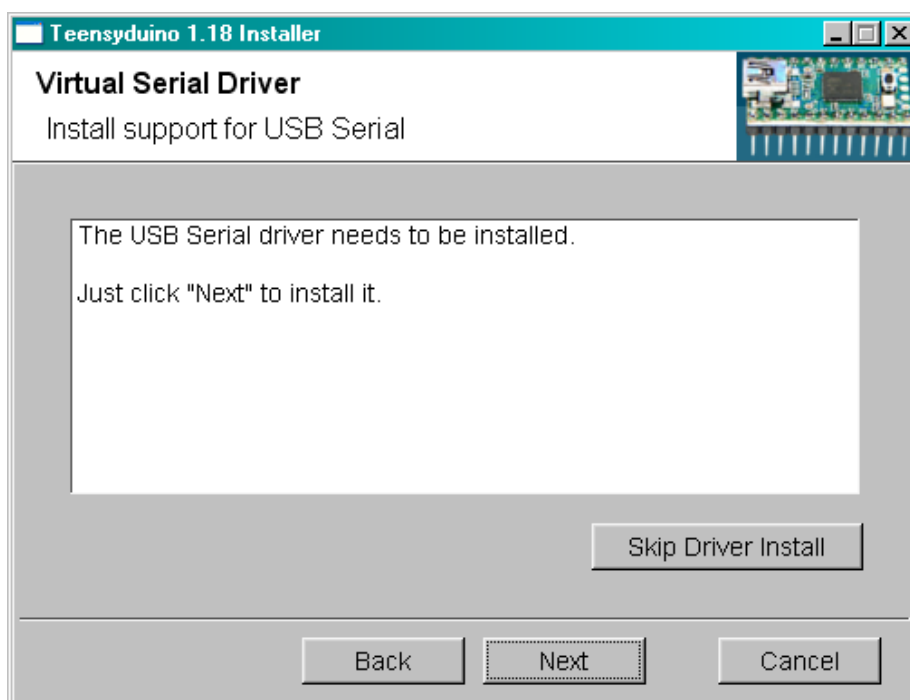 Teensyduino 1.18 Installer
Virtual Serial Driver
Install support for USB Serial
The USB Serial driver needs to be installed.
Just click "Next" to install it.
Skip Driver Install
Back Next Cancel